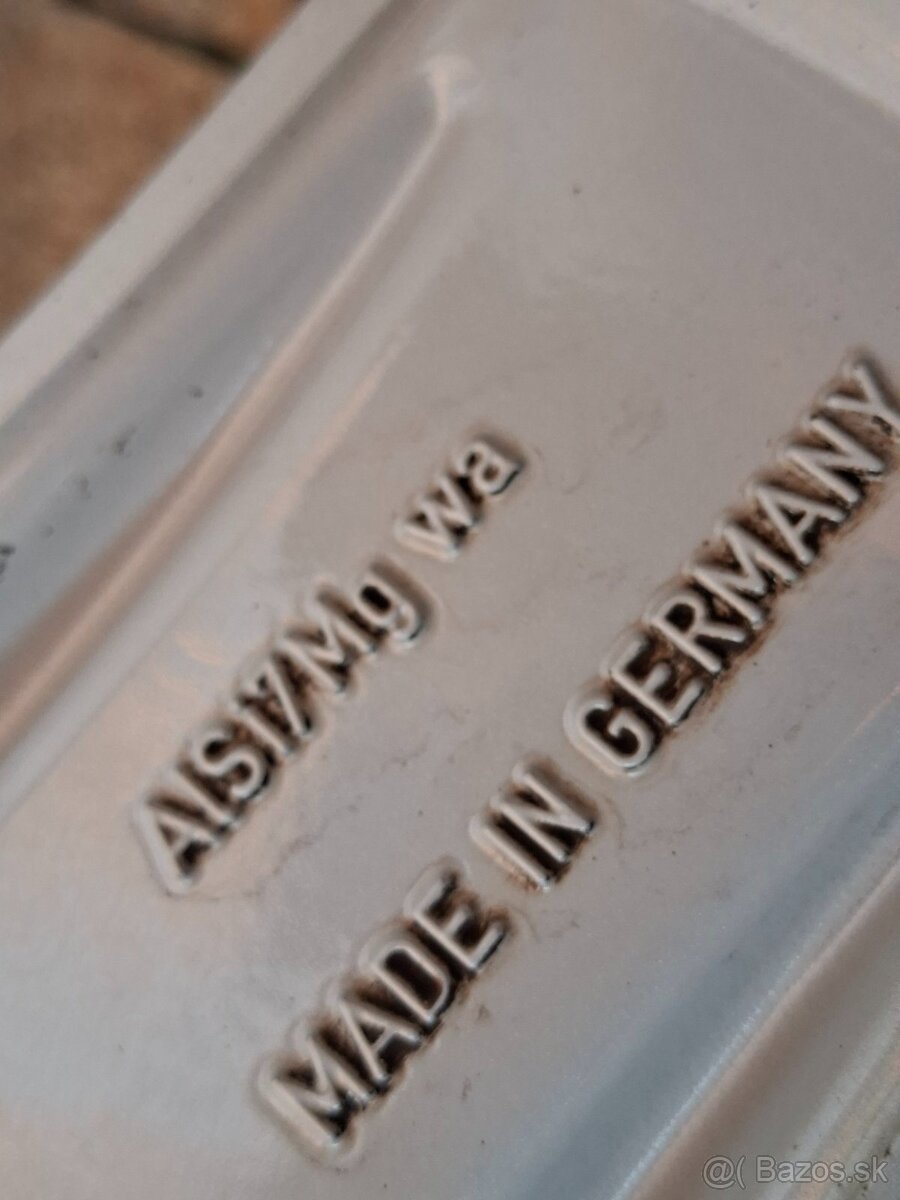 AlSi7Mg wa
MADE IN GERMANY
@( Bazos.sk